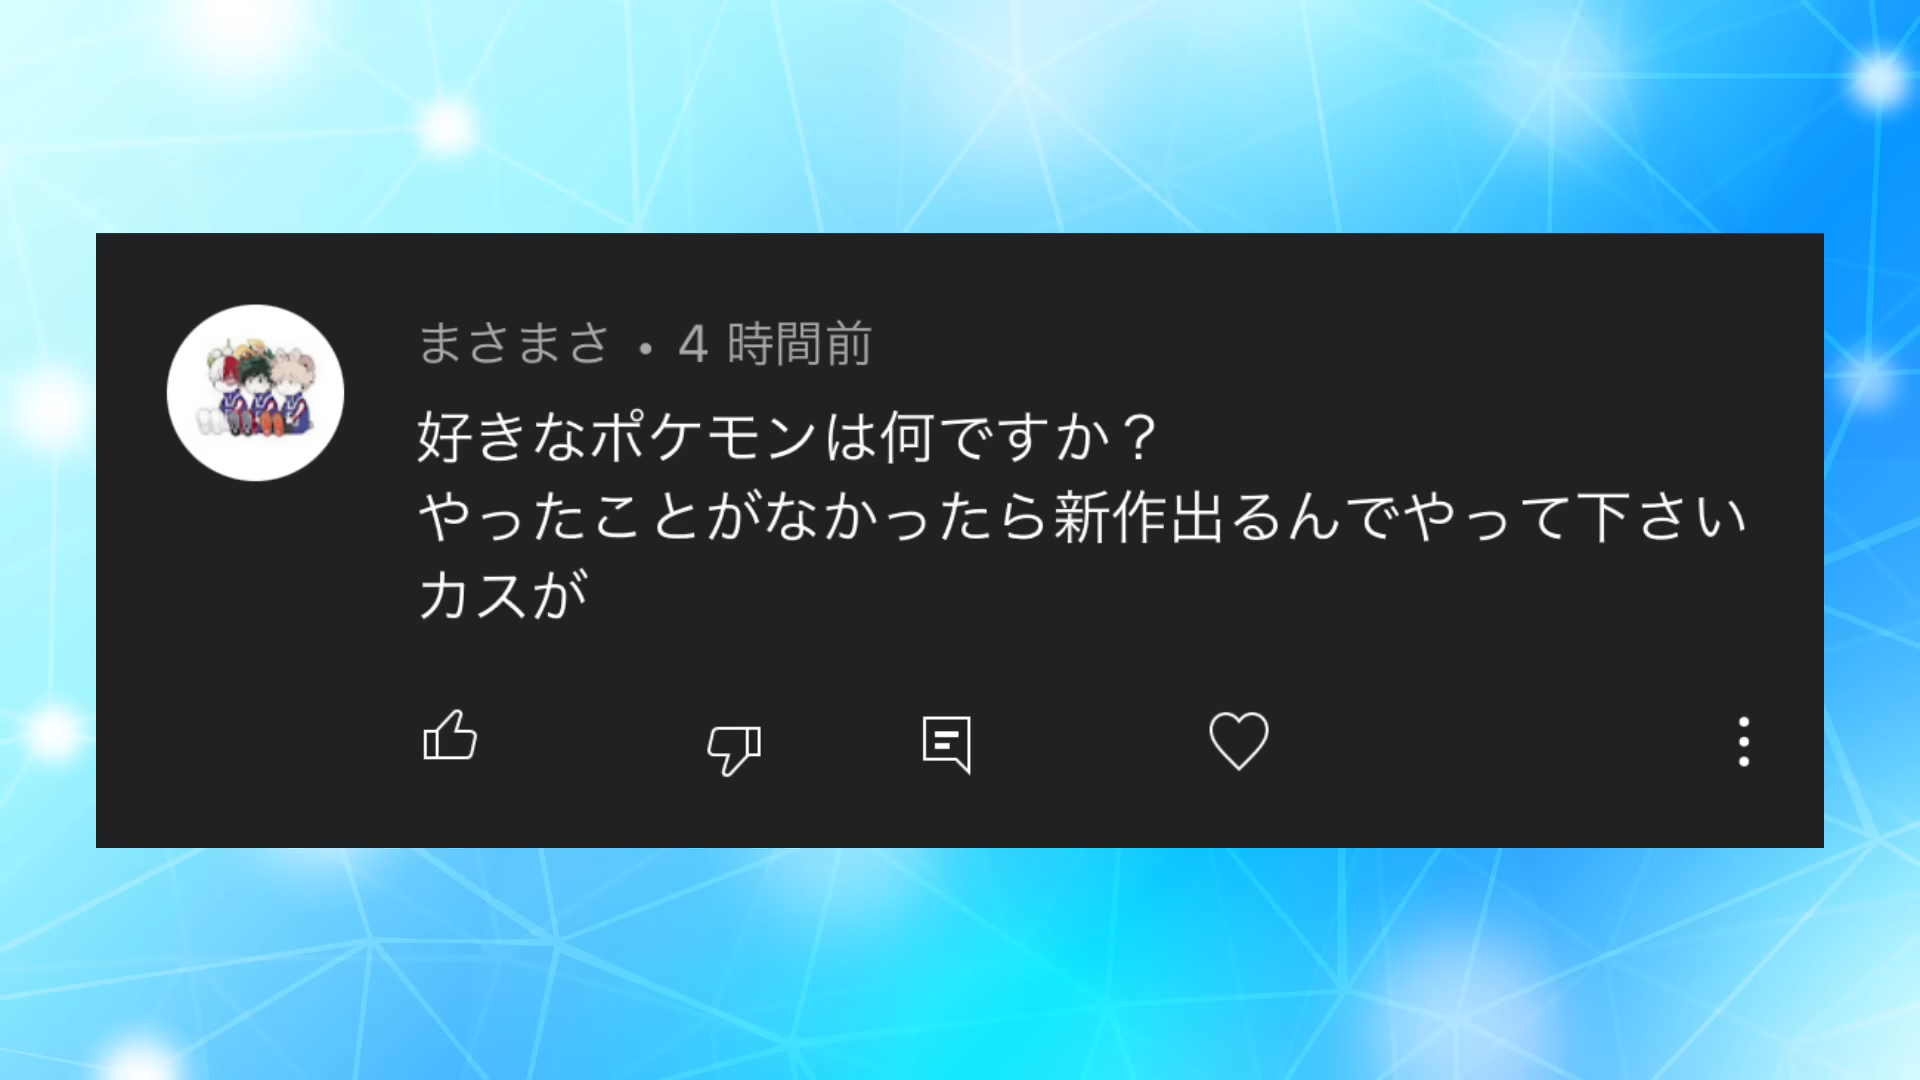 まさまさ • 4 時間前
好きなポケモンは何ですか？
やったことがなかったら新作出るんでやって下さい
カスが